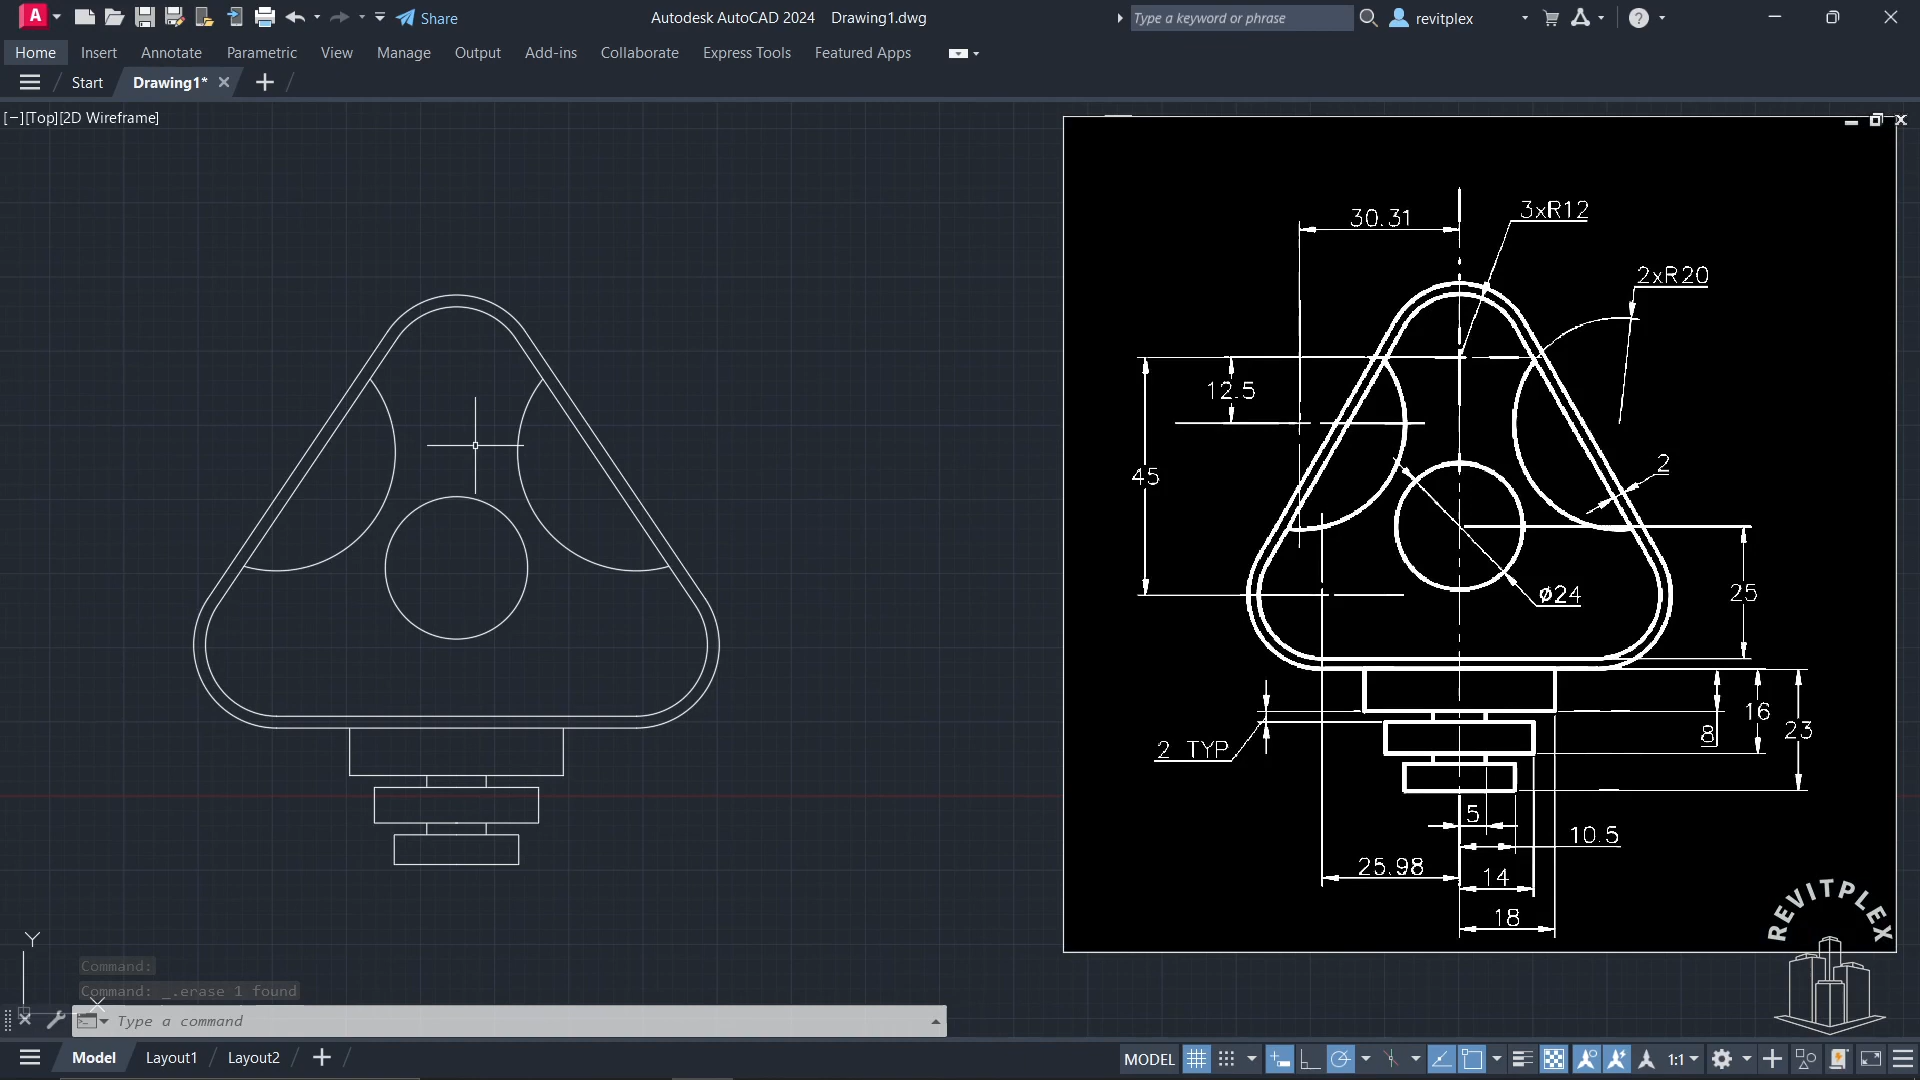 A
Share
Autodesk AutoCAD 2024 Drawing1.dwg
Type a keyword or phrase
revitplex
?
Home Insert Annotate Parametric View Manage Output Add-ins Collaborate Express Tools Featured Apps
Start Drawing1*
[−][Top][2D Wireframe]
30.31
3xR12
2xR20
12.5
45
2
ø24
25
2 TYP
8
16
23
5
10.5
25.98
14
18
REVITPLEX
Y
X
Command:
Command: _.erase 1 found
Type a command
Model Layout1 Layout2
MODEL
1:1